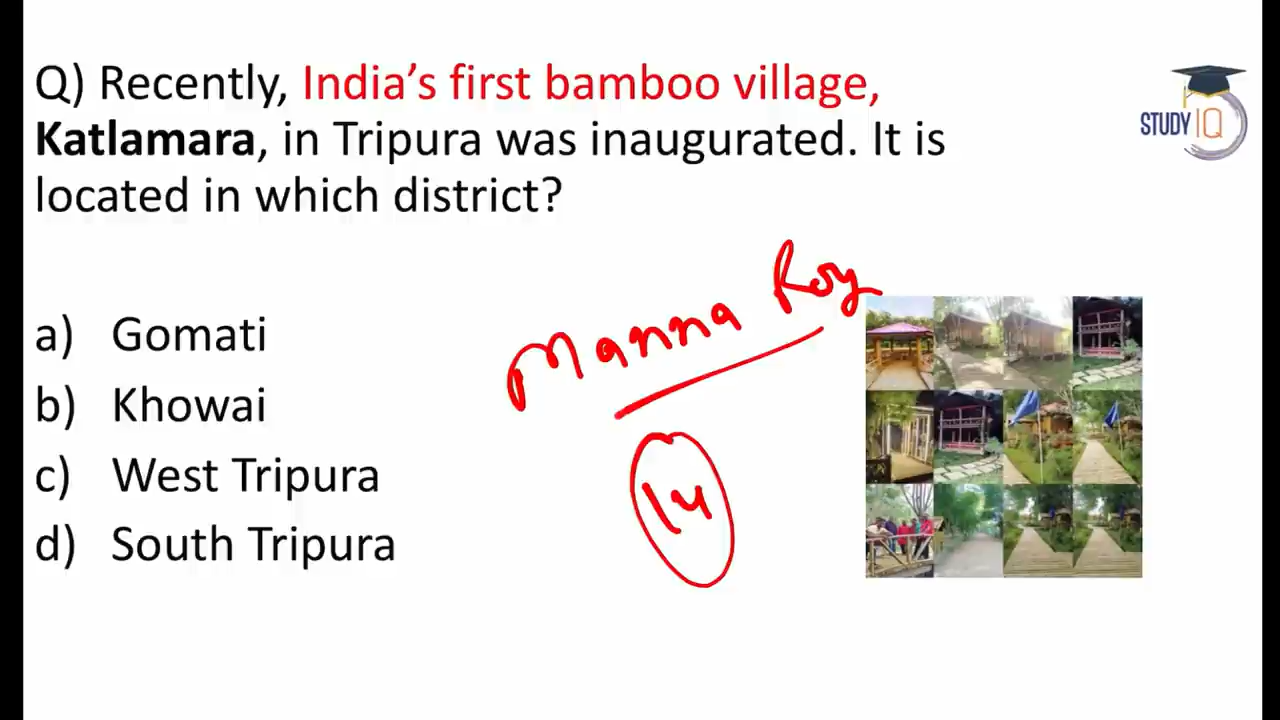 Q) Recently, India's first bamboo village,
Katlamara, in Tripura was inaugurated. It is
located in which district?
STUDY IQ
a) Gomati
b) Khowai
c) West Tripura
d) South Tripura
Manna Roy
14